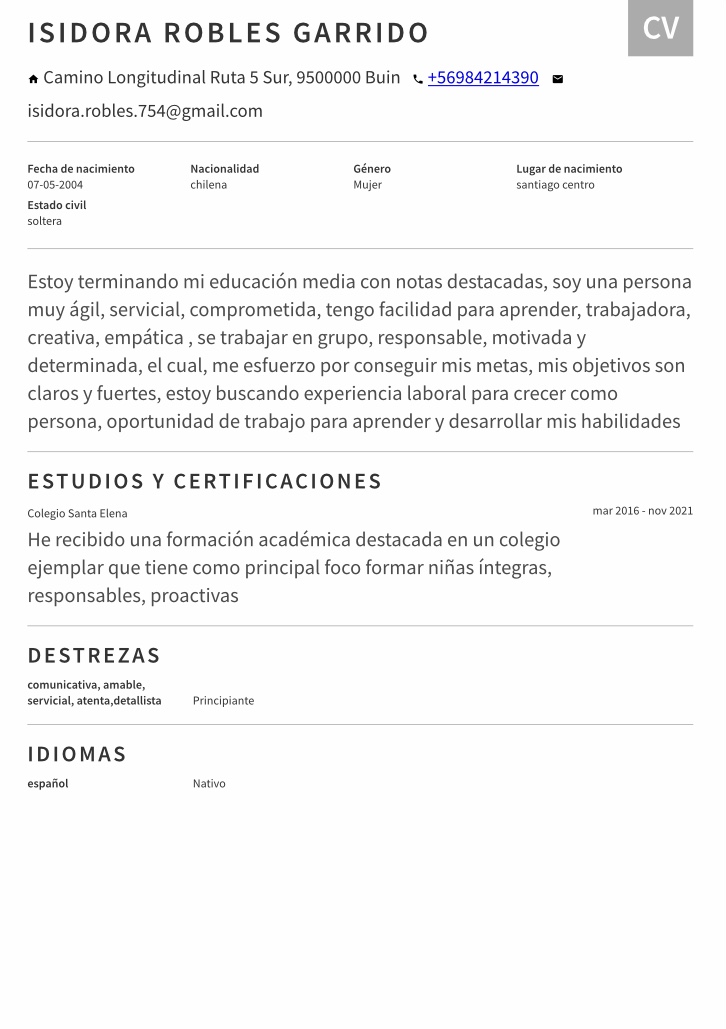 ISIDORA ROBLES GARRIDO
CV
Camino Longitudinal Ruta 5 Sur, 9500000 Buin +56984214390
isidora.robles.754@gmail.com
Fecha de nacimiento Nacionalidad Género Lugar de nacimiento
07-05-2004 chilena Mujer santiago centro
Estado civil
soltera
Estoy terminando mi educación media con notas destacadas, soy una persona
muy ágil, servicial, comprometida, tengo facilidad para aprender, trabajadora,
creativa, empática , se trabajar en grupo, responsable, motivada y
determinada, el cual, me esfuerzo por conseguir mis metas, mis objetivos son
claros y fuertes, estoy buscando experiencia laboral para crecer como
persona, oportunidad de trabajo para aprender y desarrollar mis habilidades
ESTUDIOS Y CERTIFICACIONES
Colegio Santa Elena mar 2016 - nov 2021
He recibido una formación académica destacada en un colegio
ejemplar que tiene como principal foco formar niñas íntegras,
responsables, proactivas
DESTREZAS
comunicativa, amable,
servicial, atenta,detallista Principiante
IDIOMAS
español Nativo